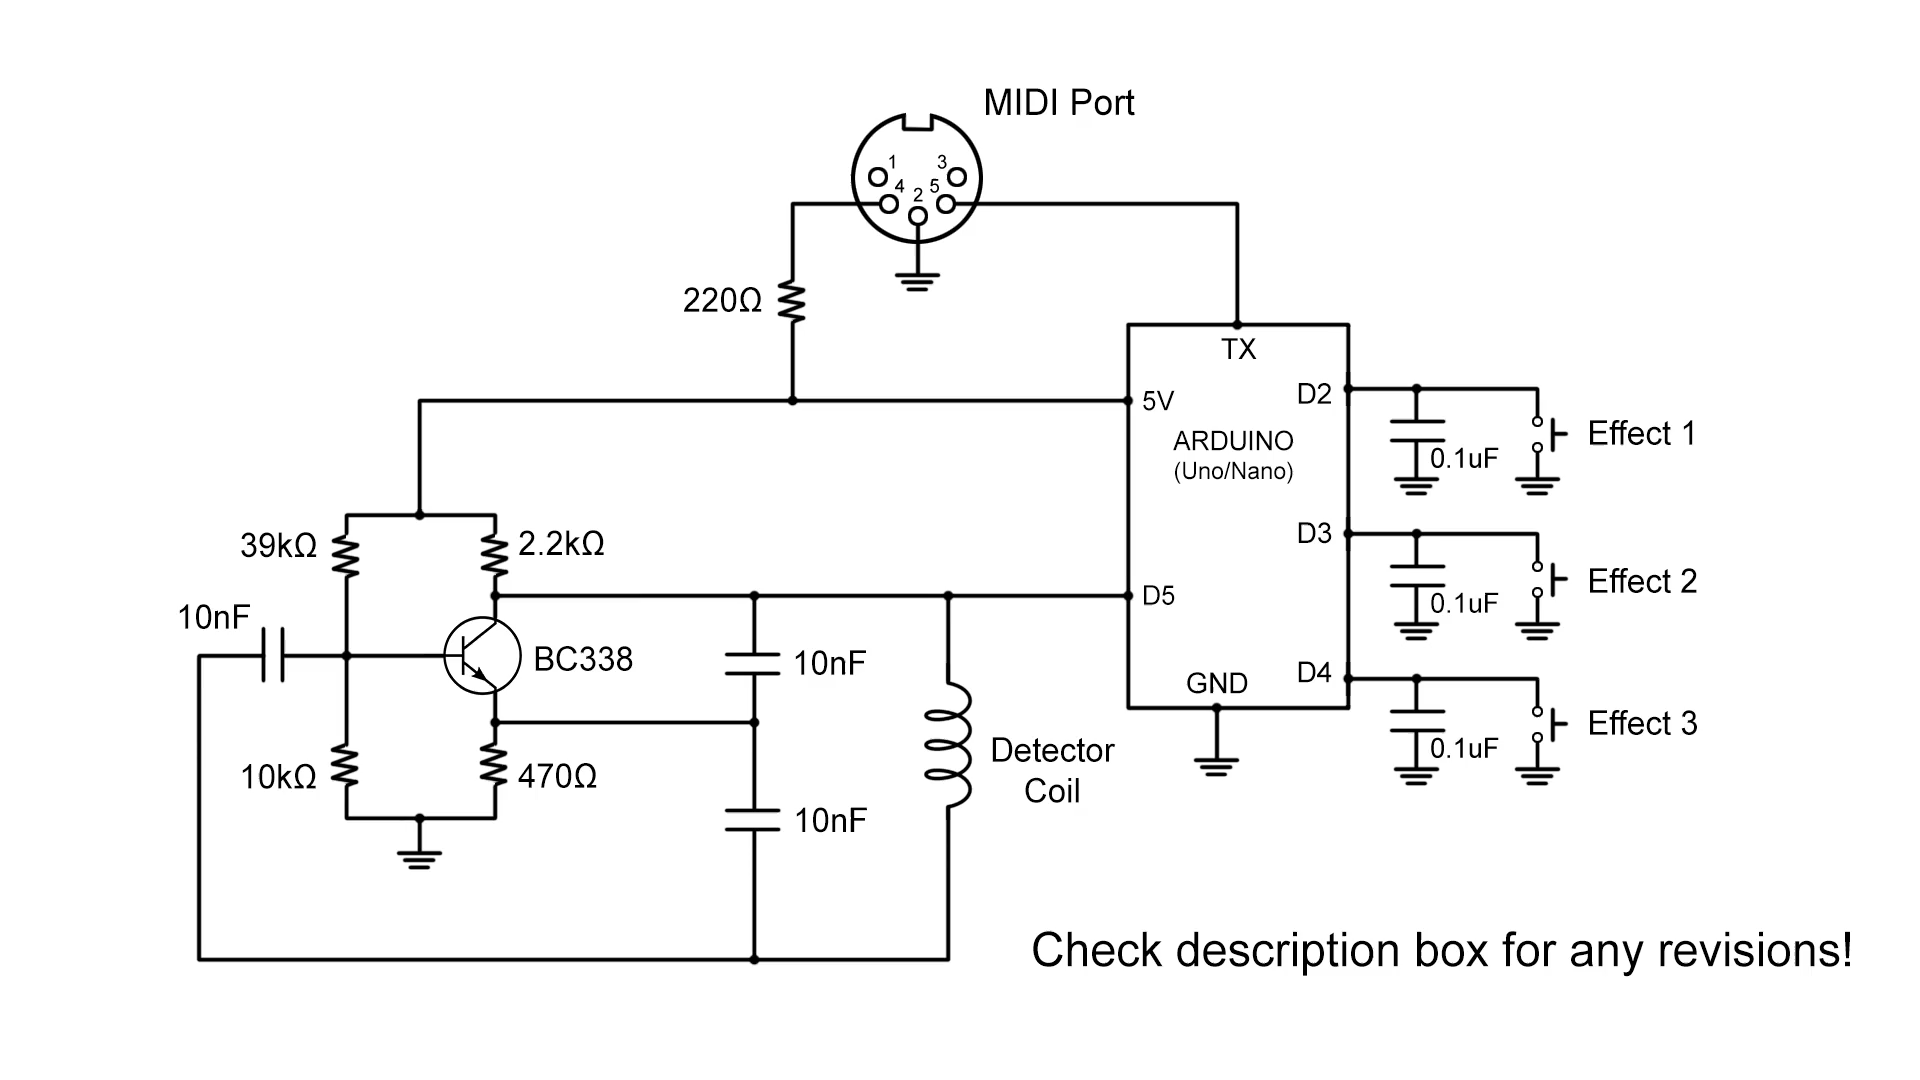 MIDI Port
1
3
4
2
5
220Ω
TX
5V
D2
ARDUINO
(Uno/Nano)
Effect 1
0.1uF
39kΩ
2.2kΩ
D3
Effect 2
D5
0.1uF
10nF
BC338
10nF
D4
GND
Effect 3
0.1uF
10kΩ
470Ω
Detector
Coil
10nF
Check description box for any revisions!